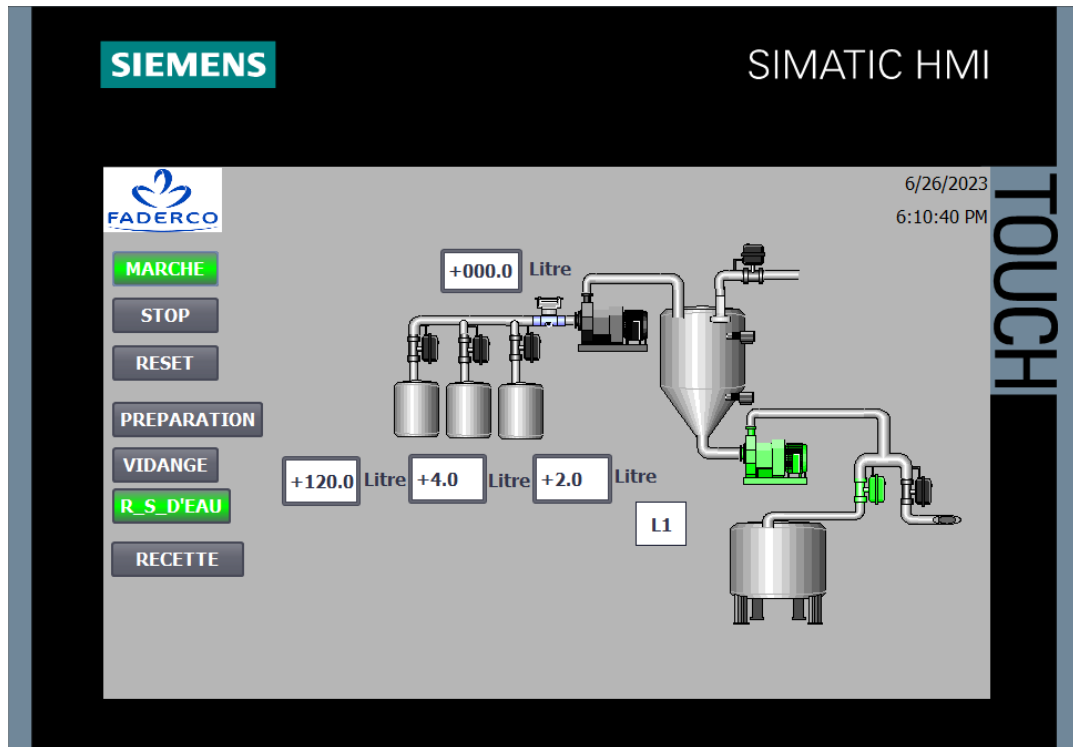 SIEMENS
SIMATIC HMI
TOUCH
FADERCO
6/26/2023
6:10:40 PM
MARCHE
STOP
RESET
PREPARATION
VIDANGE
R_S_D'EAU
RECETTE
+000.0 Litre
+120.0 Litre +4.0 Litre +2.0 Litre
L1